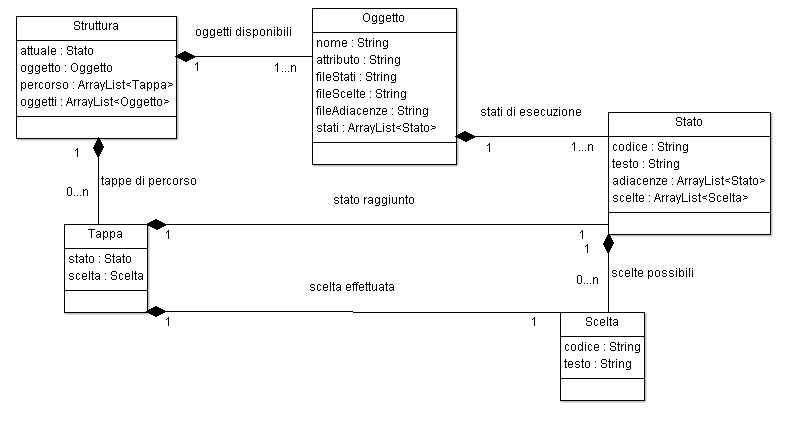 Struttura
attuale : Stato
oggetto : Oggetto
percorso : ArrayList<Tappa>
oggetti : ArrayList<Oggetto>
oggetti disponibili
1
1...n
Oggetto
nome : String
attributo : String
fileStati : String
fileScelte : String
fileAdiacenze : String
stati : ArrayList<Stato>
stati di esecuzione
1
1...n
Stato
codice : String
testo : String
adiacenze : ArrayList<Stato>
scelte : ArrayList<Scelta>
1
0...n
tappe di percorso
Tappa
stato : Stato
scelta : Scelta
stato raggiunto
1
1
1
0...n
scelte possibili
scelta effettuata
1
1
Scelta
codice : String
testo : String